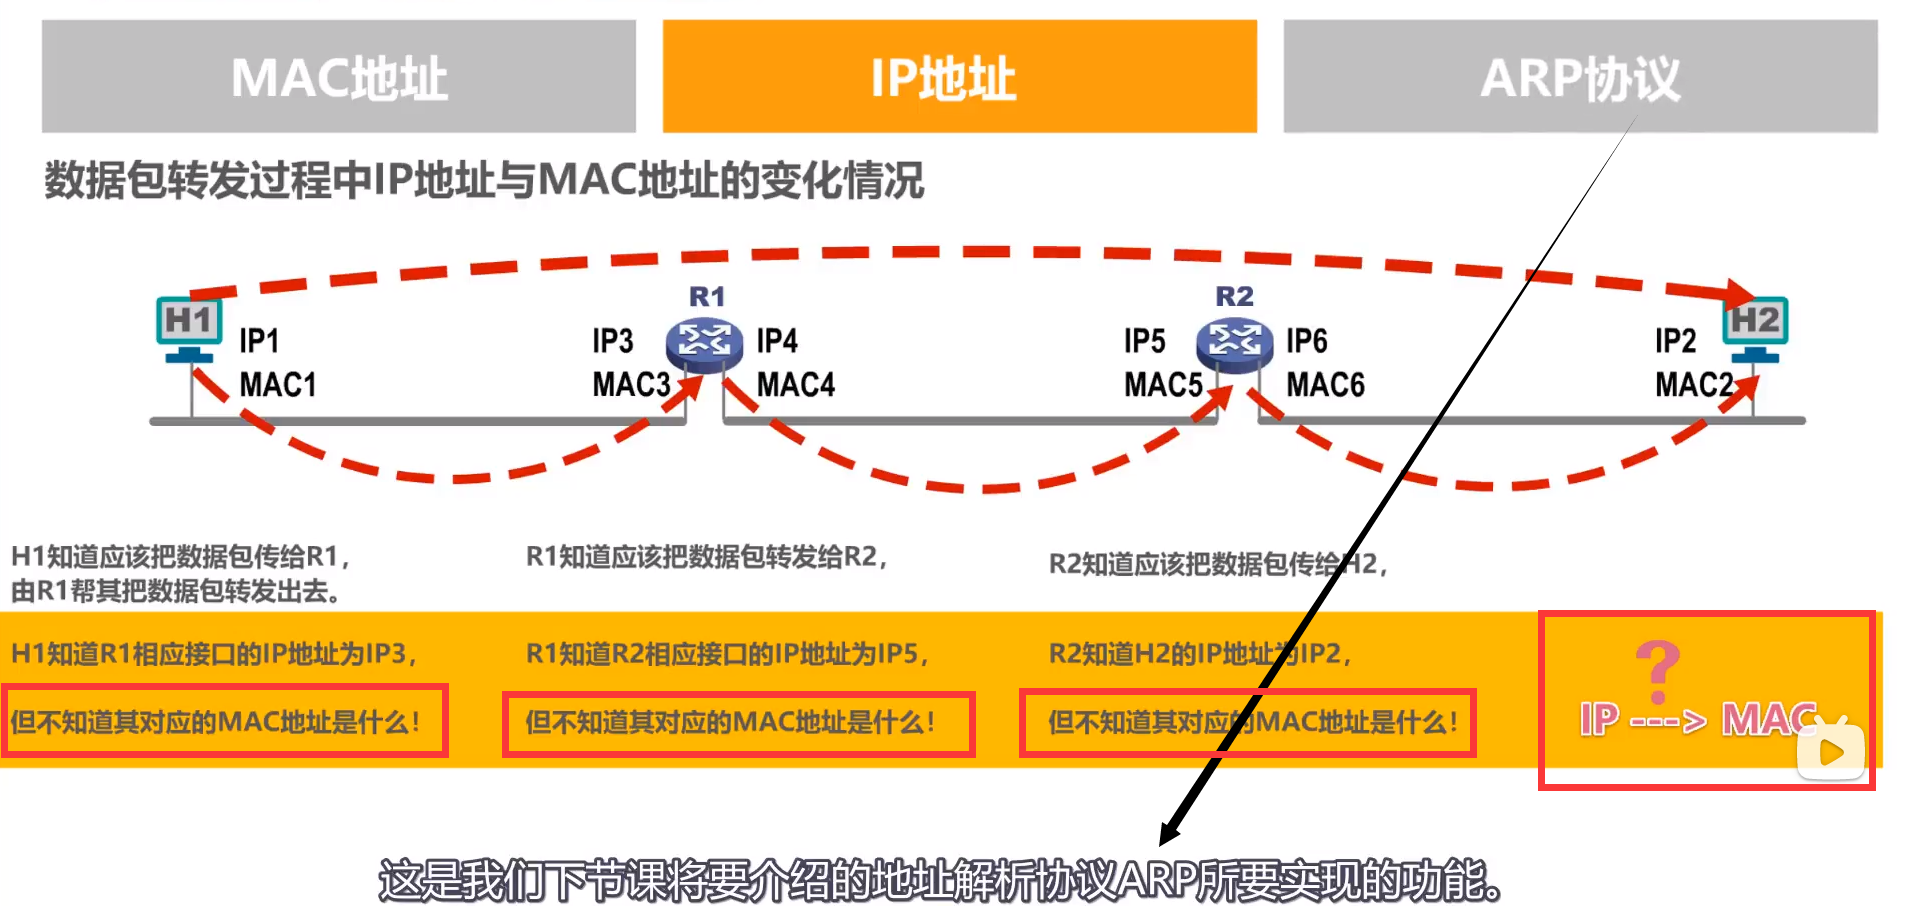 MAC地址
IP地址
ARP协议
数据包转发过程中IP地址与MAC地址的变化情况
H1
IP1
MAC1
IP3
MAC3
R1
IP4
MAC4
IP5
MAC5
R2
IP6
MAC6
IP2
MAC2
H2
H1知道应该把数据包传给R1，
由R1帮其把数据包转发出去。
R1知道应该把数据包转发给R2，
R2知道应该把数据包传给H2，
H1知道R1相应接口的IP地址为IP3，
但不知道其对应的MAC地址是什么！
R1知道R2相应接口的IP地址为IP5，
但不知道其对应的MAC地址是什么！
R2知道H2的IP地址为IP2，
但不知道其对应的MAC地址是什么！
?
IP ---> MAC
这是我们下节课将要介绍的地址解析协议ARP所要实现的功能。